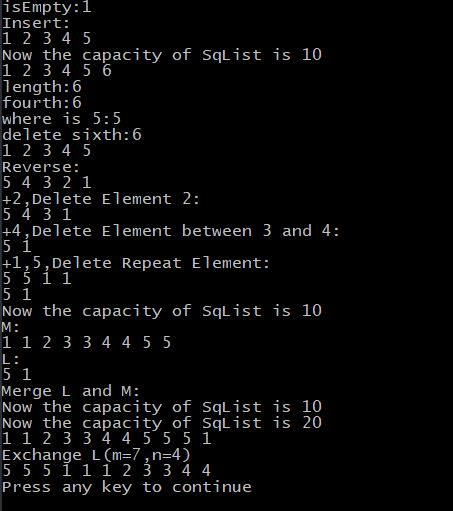 isEmpty:1
Insert:
1 2 3 4 5
Now the capacity of SqList is 10
1 2 3 4 5 6
length:6
fourth:6
where is 5:5
delete sixth:6
1 2 3 4 5
Reverse:
5 4 3 2 1
+2,Delete Element 2:
5 4 3 1
+4,Delete Element between 3 and 4:
5 1
+1,5,Delete Repeat Element:
5 5 1 1
5 1
Now the capacity of SqList is 10
M:
1 1 2 3 3 4 4 5 5
L:
5 1
Merge L and M:
Now the capacity of SqList is 10
Now the capacity of SqList is 20
1 1 2 3 3 4 4 5 5 5 1
Exchange L(m=7,n=4)
5 5 5 1 1 1 2 3 3 4 4
Press any key to continue